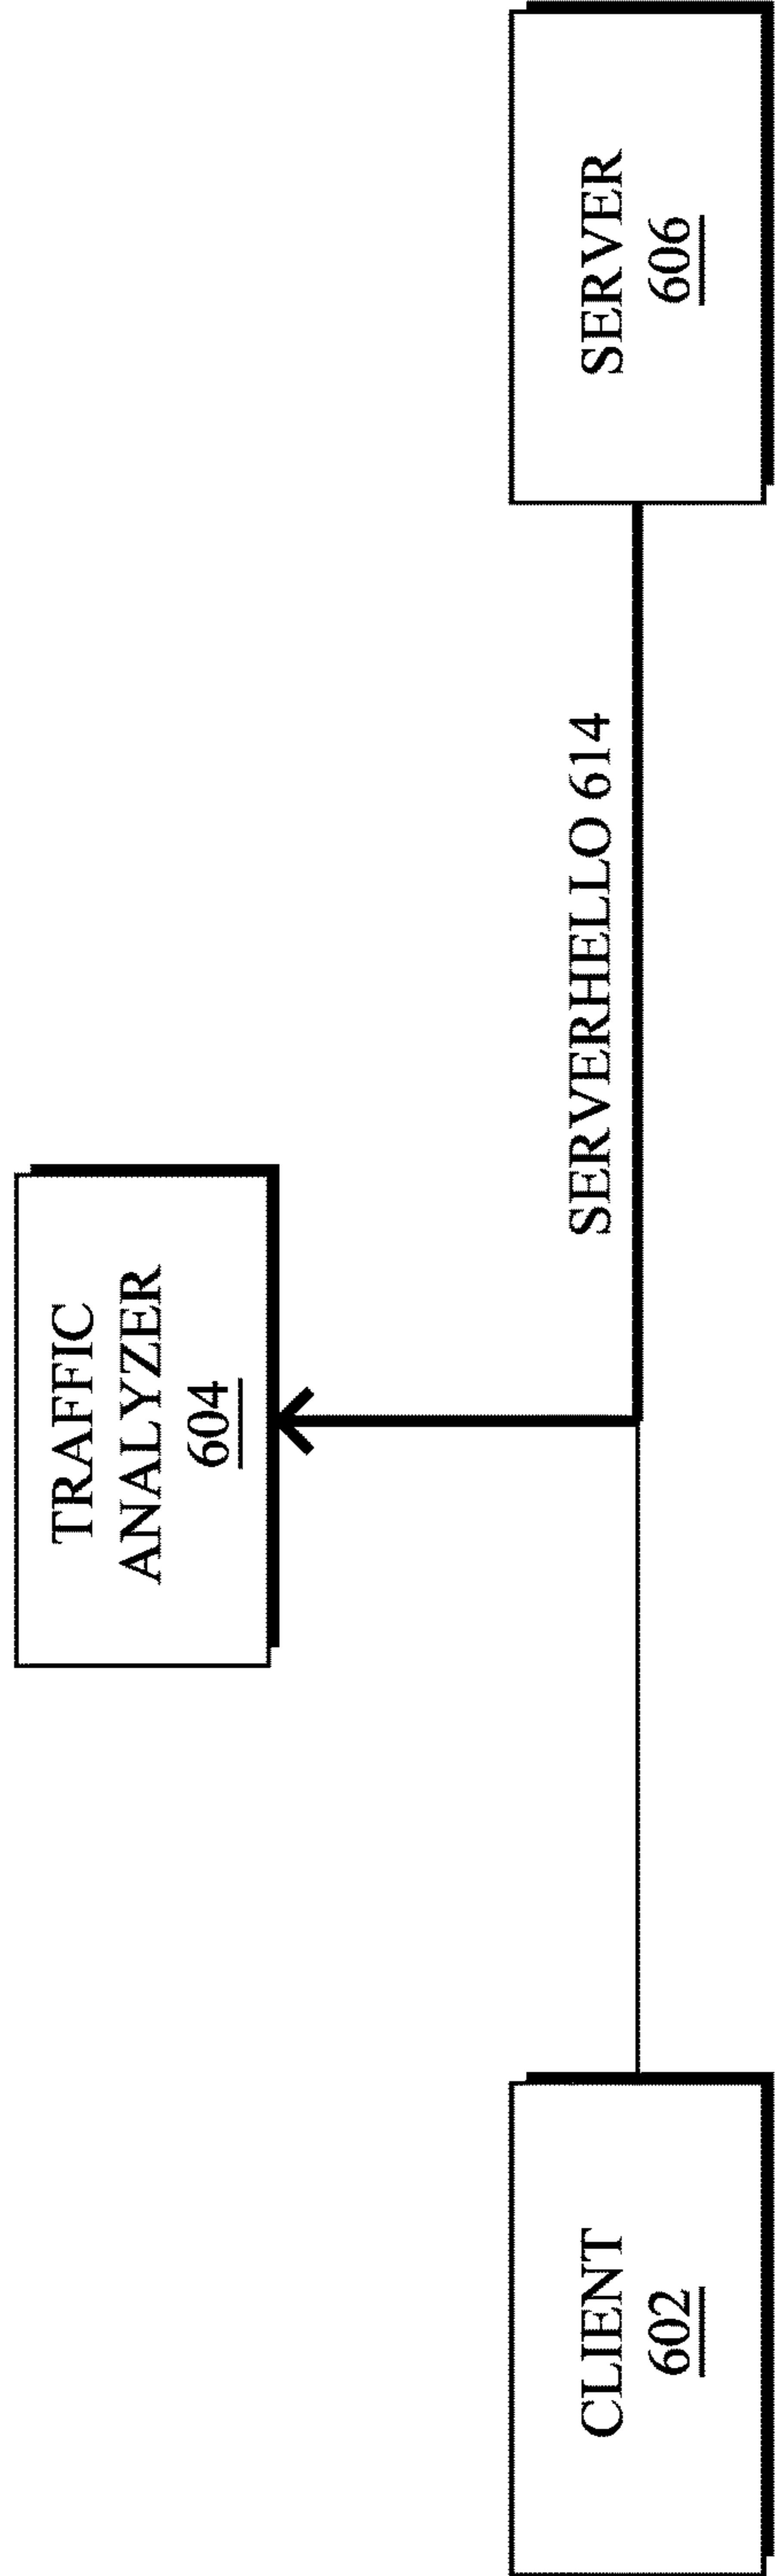 TRAFFIC
ANALYZER
604
SERVERHELLO 614
CLIENT
602
SERVER
606